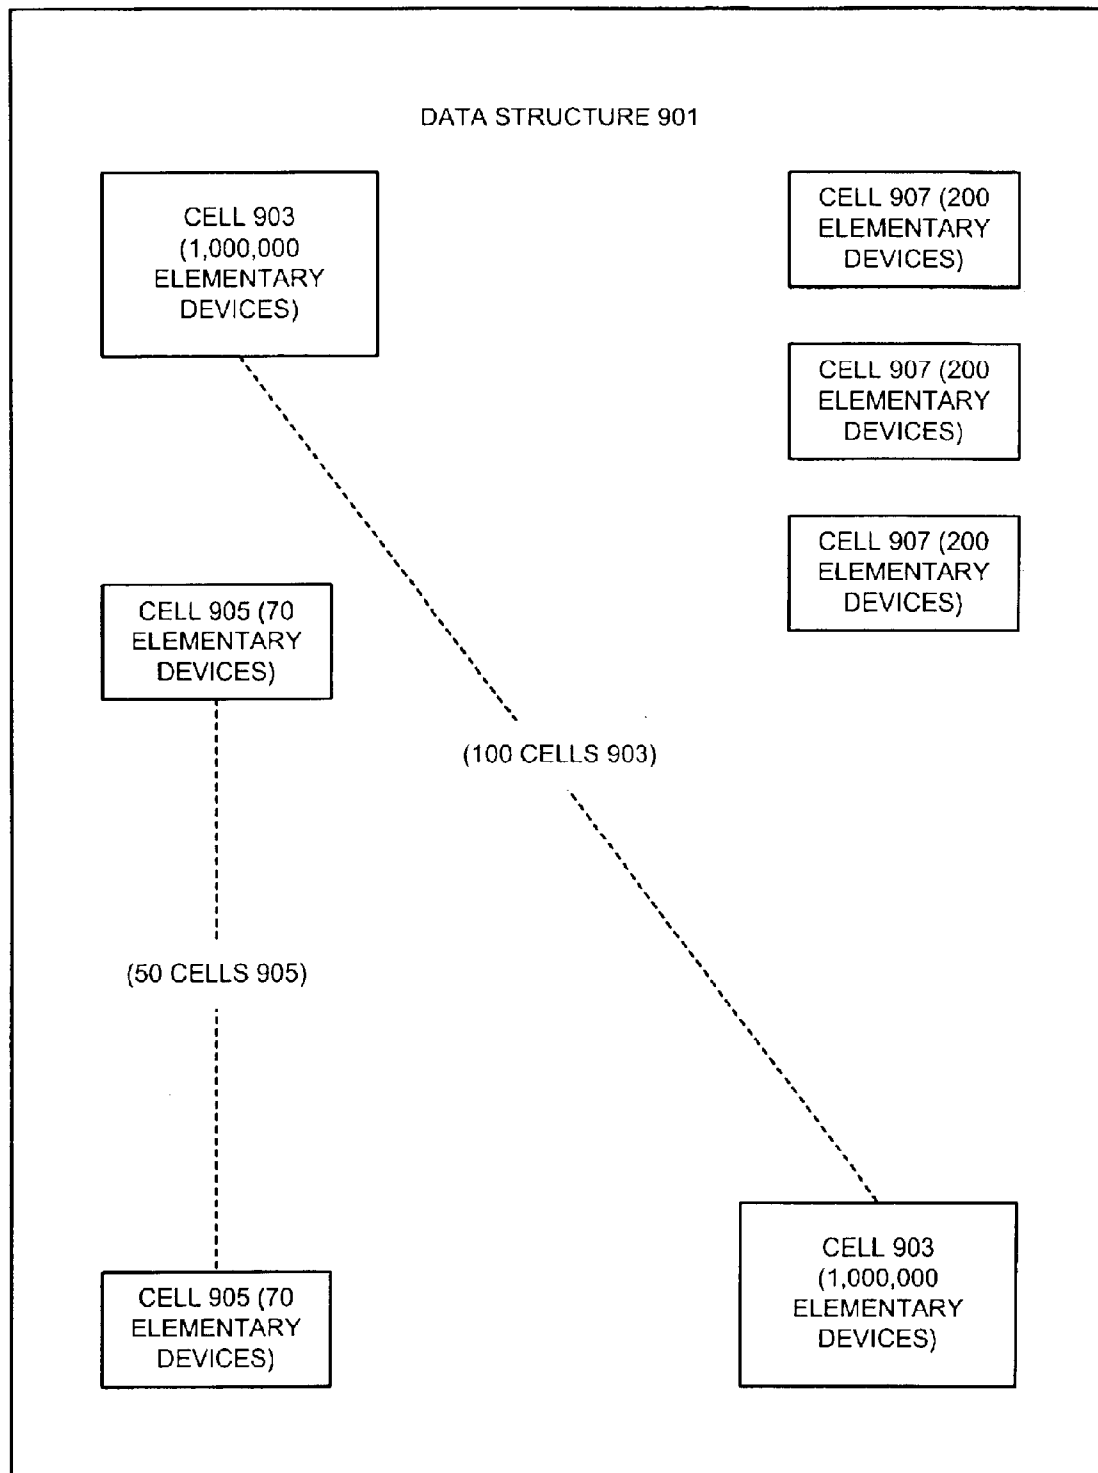 DATA STRUCTURE 901
CELL 903
(1,000,000
ELEMENTARY
DEVICES)
CELL 907 (200
ELEMENTARY
DEVICES)
CELL 907 (200
ELEMENTARY
DEVICES)
CELL 907 (200
ELEMENTARY
DEVICES)
CELL 905 (70
ELEMENTARY
DEVICES)
(100 CELLS 903)
(50 CELLS 905)
CELL 903
(1,000,000
ELEMENTARY
DEVICES)
CELL 905 (70
ELEMENTARY
DEVICES)